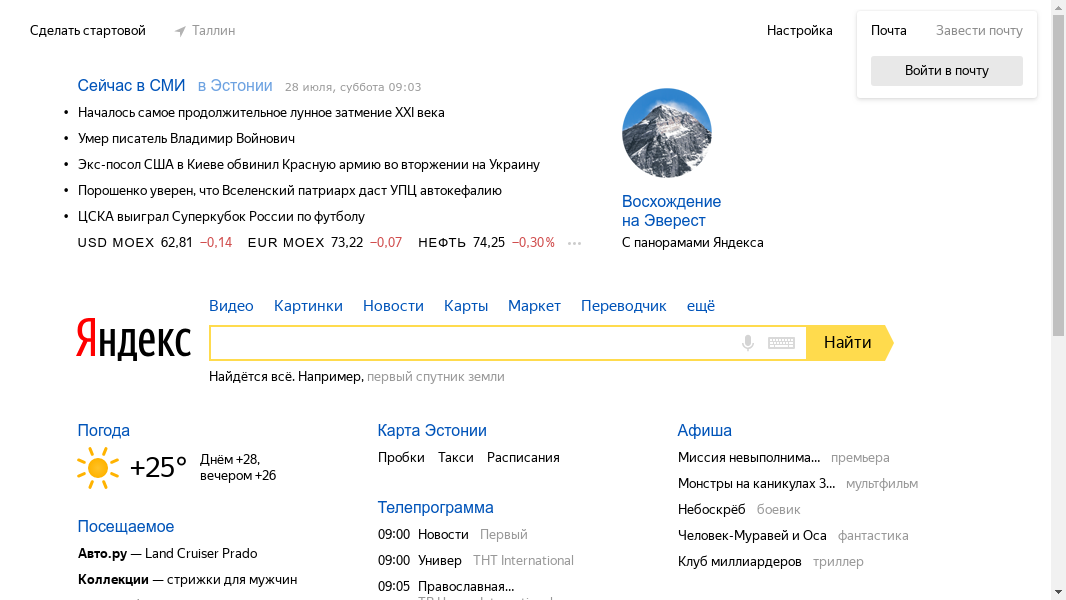 Сделать стартовой
Таллин
Настройка
Почта
Завести почту
Войти в почту
Сейчас в СМИ в Эстонии 28 июля, суббота 09:03
• Началось самое продолжительное лунное затмение XXI века
• Умер писатель Владимир Войнович
• Экс-посол США в Киеве обвинил Красную армию во вторжении на Украину
• Порошенко уверен, что Вселенский патриарх даст УПЦ автокефалию
• ЦСКА выиграл Суперкубок России по футболу
USD MOEX 62,81 −0,14 EUR MOEX 73,22 −0,07 НЕФТЬ 74,25 −0,30%
Восхождение
на Эверест
С панорамами Яндекса
Видео Картинки Новости Карты Маркет Переводчик ещё
Яндекс
Найти
Найдётся всё. Например, первый спутник земли
Погода
+25°
Днём +28,
вечером +26
Посещаемое
Авто.ру — Land Cruiser Prado
Коллекции — стрижки для мужчин
Карта Эстонии
Пробки Такси Расписания
Телепрограмма
09:00 Новости Первый
09:00 Универ ТНТ International
09:05 Православная...
Афиша
Миссия невыполнима... премьера
Монстры на каникулах 3... мультфильм
Небоскрёб боевик
Человек-Муравей и Оса фантастика
Клуб миллиардеров триллер